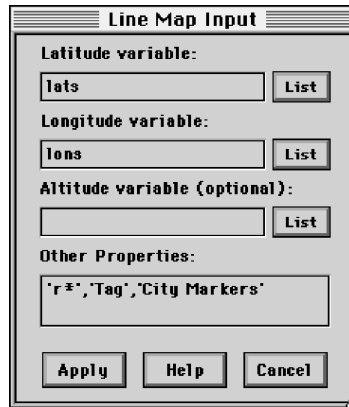 Line Map Input
Latitude variable:
lats
List
Longitude variable:
lons
List
Altitude variable (optional):
List
Other Properties:
'r*','Tag','City Markers'
Apply
Help
Cancel